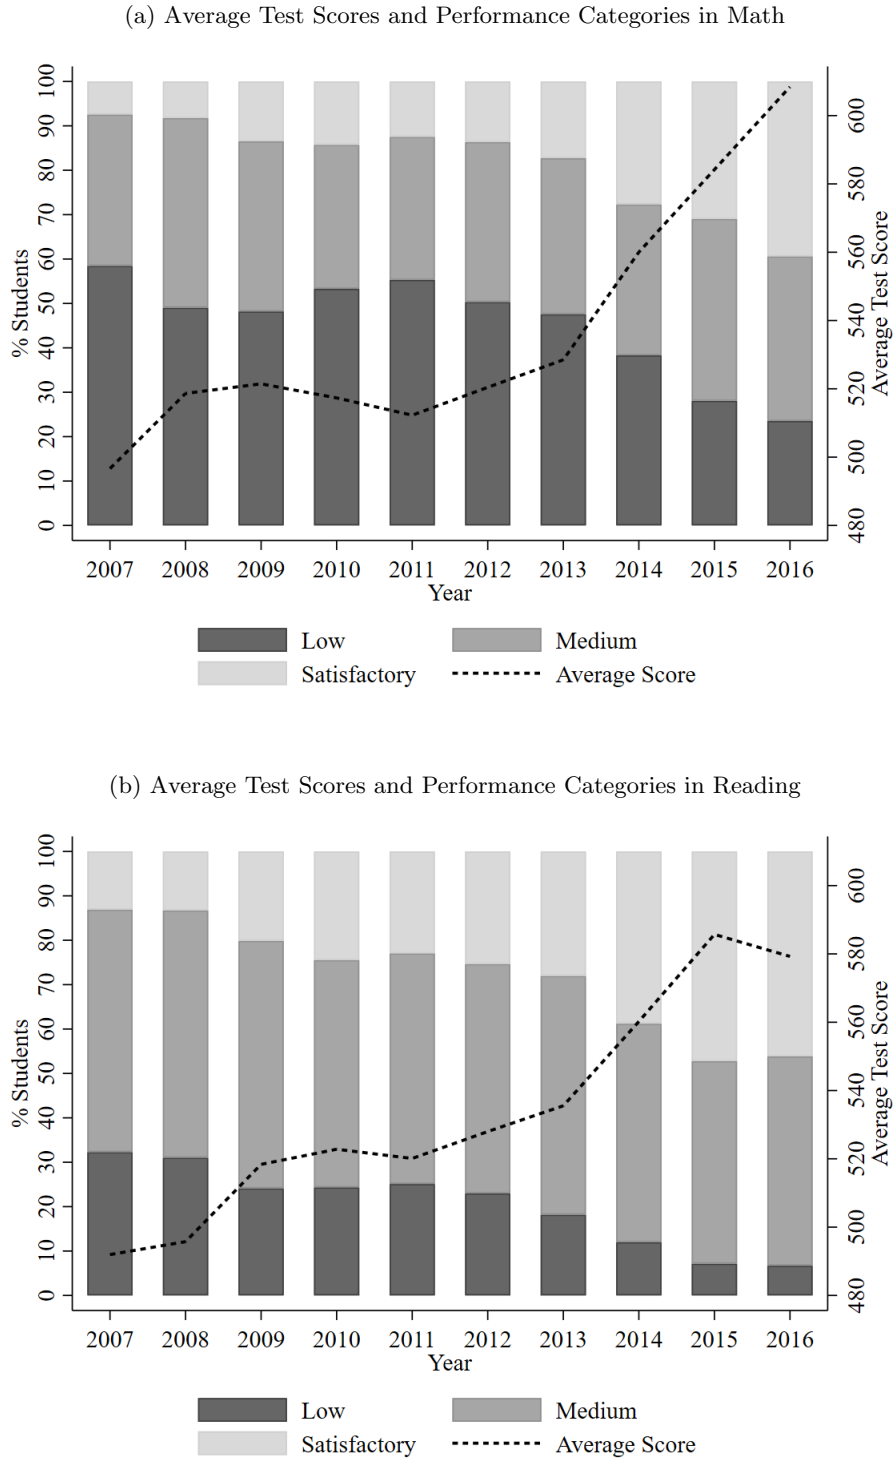 (a) Average Test Scores and Performance Categories in Math
% Students
0 10 20 30 40 50 60 70 80 90 100
480 500 520 540 560 580 600
Average Test Score
2007 2008 2009 2010 2011 2012 2013 2014 2015 2016
Year
Low Medium
Satisfactory Average Score
(b) Average Test Scores and Performance Categories in Reading
% Students
0 10 20 30 40 50 60 70 80 90 100
480 500 520 540 560 580 600
Average Test Score
2007 2008 2009 2010 2011 2012 2013 2014 2015 2016
Year
Low Medium
Satisfactory Average Score